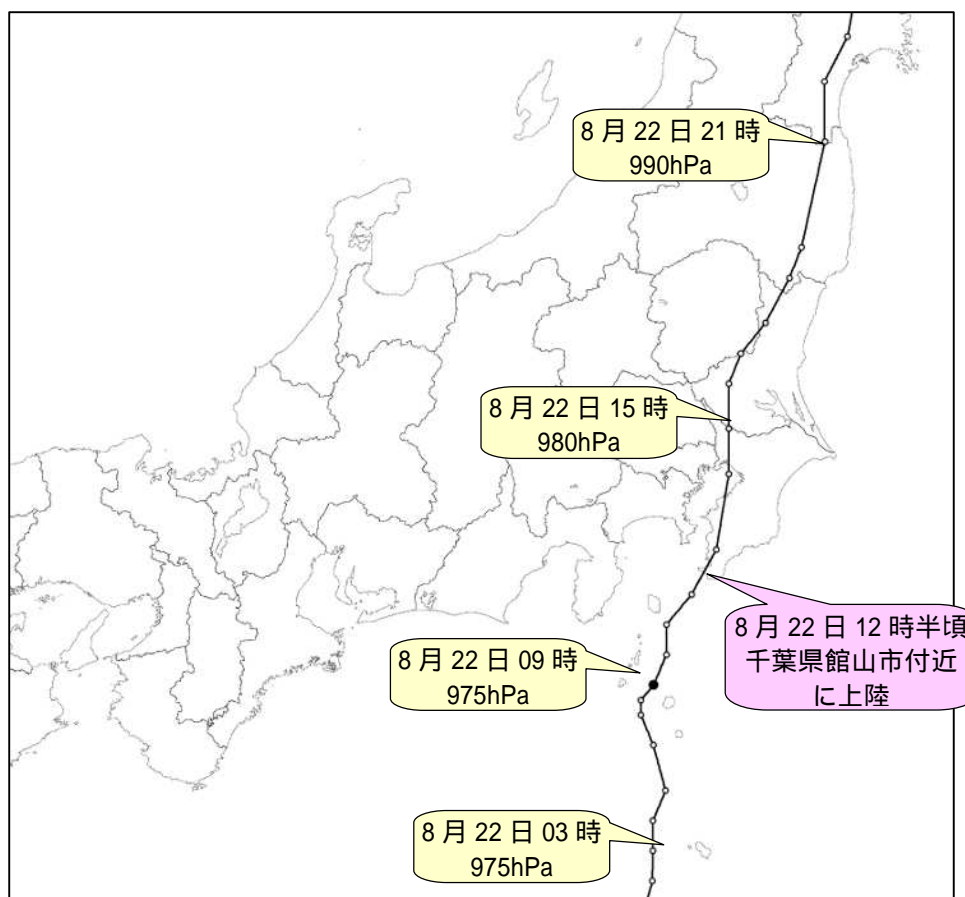 8 月 22 日 21 時
990hPa
8 月 22 日 15 時
980hPa
8 月 22 日 12 時半頃
千葉県館山市付近
に上陸
8 月 22 日 09 時
975hPa
8 月 22 日 03 時
975hPa